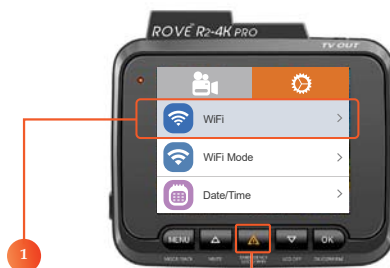 ROVE R2-4K PRO
TV OUT
WiFi
WiFi Mode
Date/Time
1
MENU
OK